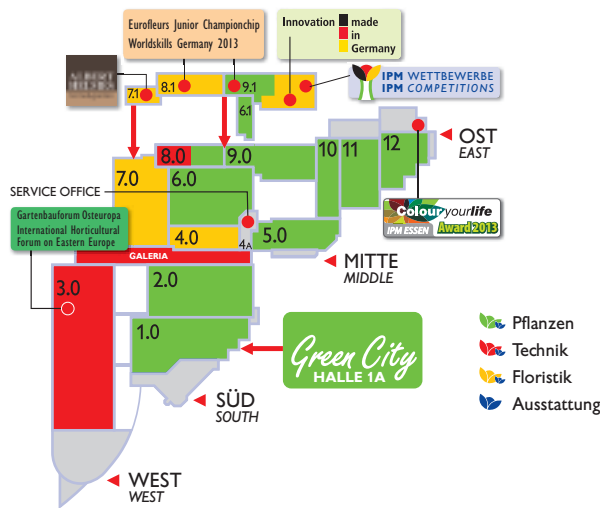 Eurofleurs Junior Championchip
Worldskills Germany 2013
Innovation
made
in
Germany
7.1
8.1
9.1
6.1
IPM WETTBEWERBE
IPM COMPETITIONS
8.0
9.0
10
11
12
OST
EAST
7.0
6.0
SERVICE OFFICE
Gartenbauforum Osteuropa
International Horticultural
Forum on Eastern Europe
4.0
4A
5.0
Colour your life
IPM ESSEN Award 2013
GALERIA
MITTE
MIDDLE
3.0
2.0
1.0
Green City
HALLE 1A
Pflanzen
Technik
Floristik
Ausstattung
SÜD
SOUTH
WEST
WEST